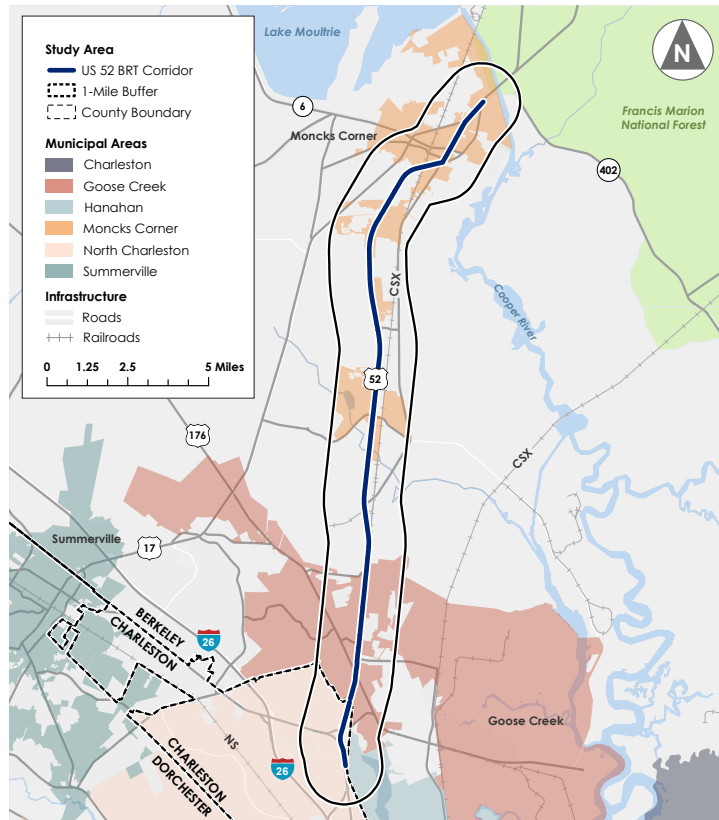 Study Area
US 52 BRT Corridor
1-Mile Buffer
County Boundary
Municipal Areas
Charleston
Goose Creek
Hanahan
Moncks Corner
North Charleston
Summerville
Infrastructure
Roads
Railroads
0 1.25 2.5 5 Miles
Lake Moultrie
N
6
Moncks Corner
Francis Marion
National Forest
402
CSX
Cooper River
52
176
CSX
Summerville
17
BERKELEY
CHARLESTON
26
Goose Creek
NS
26
CHARLESTON
DORCHESTER